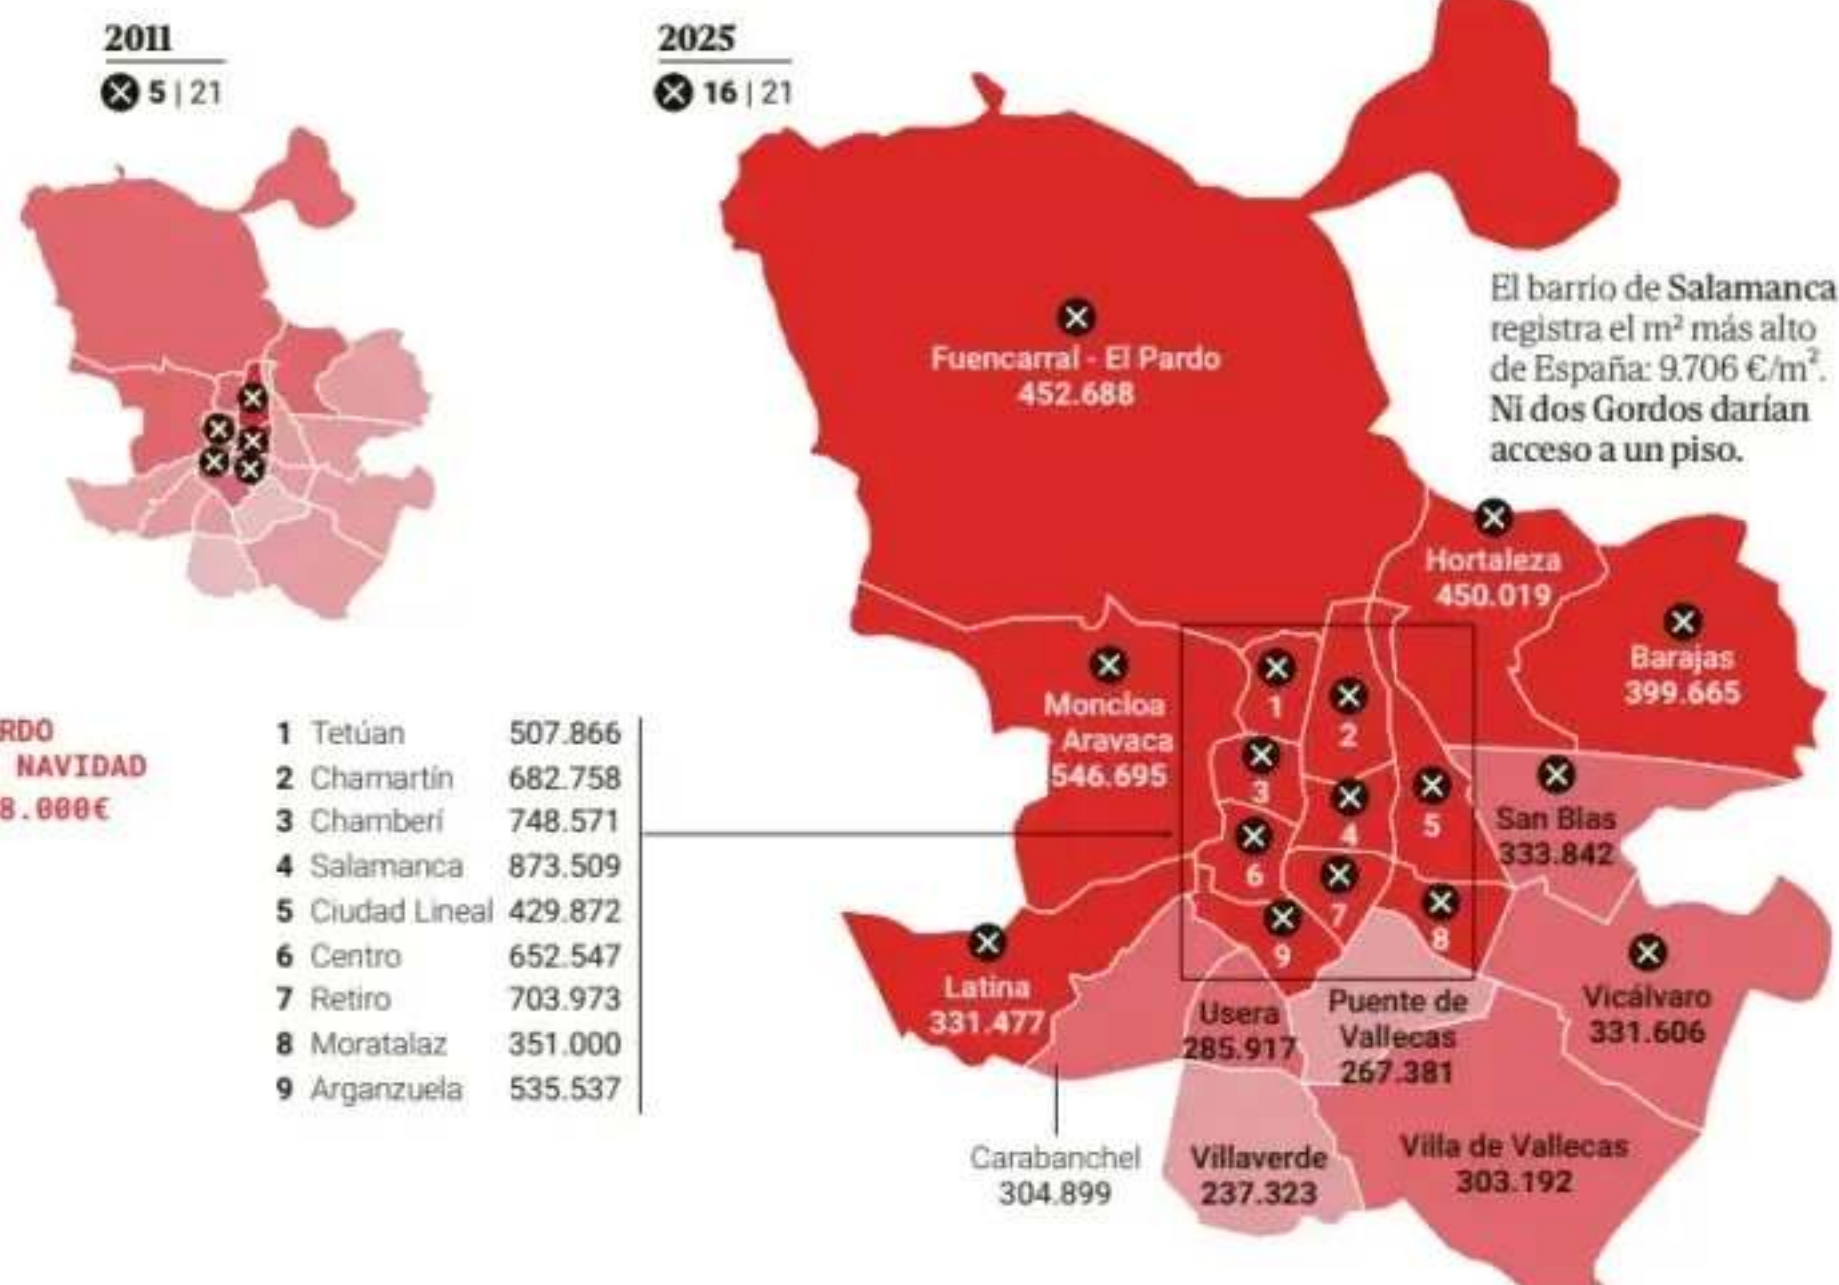 2011
5 | 21
2025
16 | 21
El barrio de Salamanca
registra el m² más alto
de España: 9.706 €/m².
Ni dos Gordos darían
acceso a un piso.
Fuencarral - El Pardo
452.688
Hortaleza
450.019
Barajas
399.665
Moncloa
Aravaca
546.695
1
2
3
4
5
6
7
8
9
San Blas
333.842
Latina
331.477
Usera
285.917
Puente de
Vallecas
267.381
Vicálvaro
331.606
Carabanchel
304.899
Villaverde
237.323
Villa de Vallecas
303.192
RDO
NAVIDAD
8.000€
1 Tetúan 507.866
2 Chamartín 682.758
3 Chamberí 748.571
4 Salamanca 873.509
5 Ciudad Lineal 429.872
6 Centro 652.547
7 Retiro 703.973
8 Moratalaz 351.000
9 Arganzuela 535.537